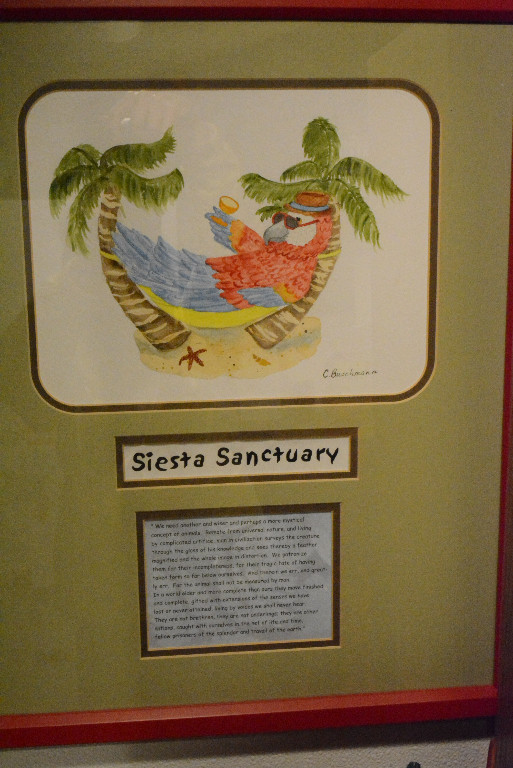 C. Buschmann
Siesta Sanctuary
"We need another and wiser and perhaps a more mystical
concept of animals. Remote from universal nature, and living
by complicated artifice, man in civilization surveys the creature
through the glass of his knowledge and sees thereby a feather
magnified and the whole image in distortion. We patronize
them for their incompleteness, for their tragic fate of having
taken form so far below ourselves. And therein we err, and great-
ly err. For the animal shall not be measured by man.
In a world older and more complete than ours they move finished
and complete, gifted with extensions of the senses we have
lost or never attained, living by voices we shall never hear.
They are not brethren, they are not underlings; they are other
nations, caught with ourselves in the net of life and time,
fellow prisoners of the splendor and travail of the earth."